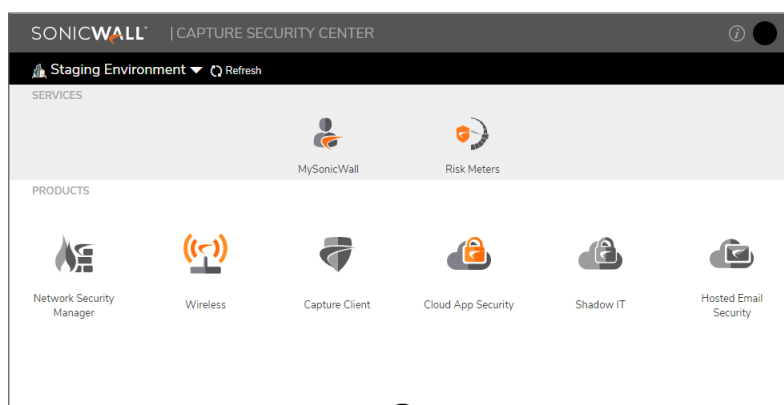 SONICWALL | CAPTURE SECURITY CENTER
Staging Environment Refresh
SERVICES
MySonicWall Risk Meters
PRODUCTS
Network Security Manager
Wireless
Capture Client
Cloud App Security
Shadow IT
Hosted Email Security